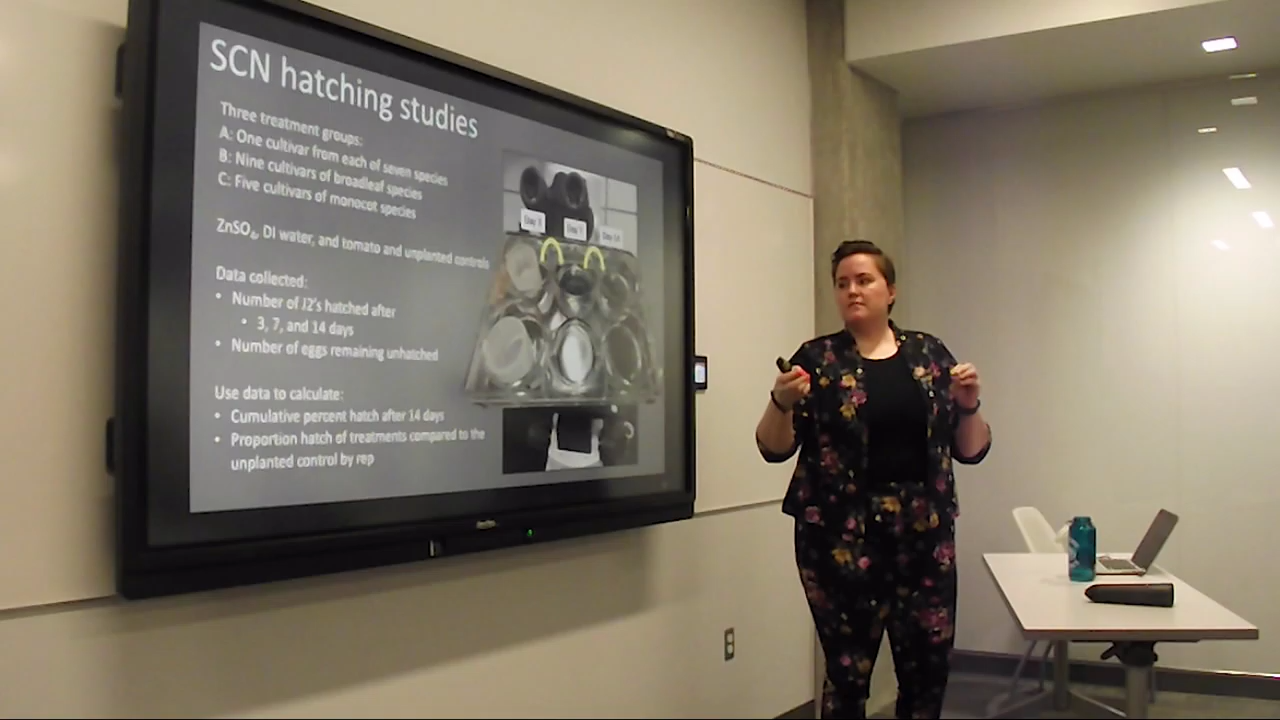 SCN hatching studies
Three treatment groups:
A: One cultivar from each of seven species
B: Nine cultivars of broadleaf species
C: Five cultivars of monocot species
ZnSO₄, DI water, and tomato and unplanted controls
Data collected:
• Number of J2's hatched after
• 3, 7, and 14 days
• Number of eggs remaining unhatched
Use data to calculate:
• Cumulative percent hatch after 14 days
• Proportion hatch of treatments compared to the
unplanted control by rep